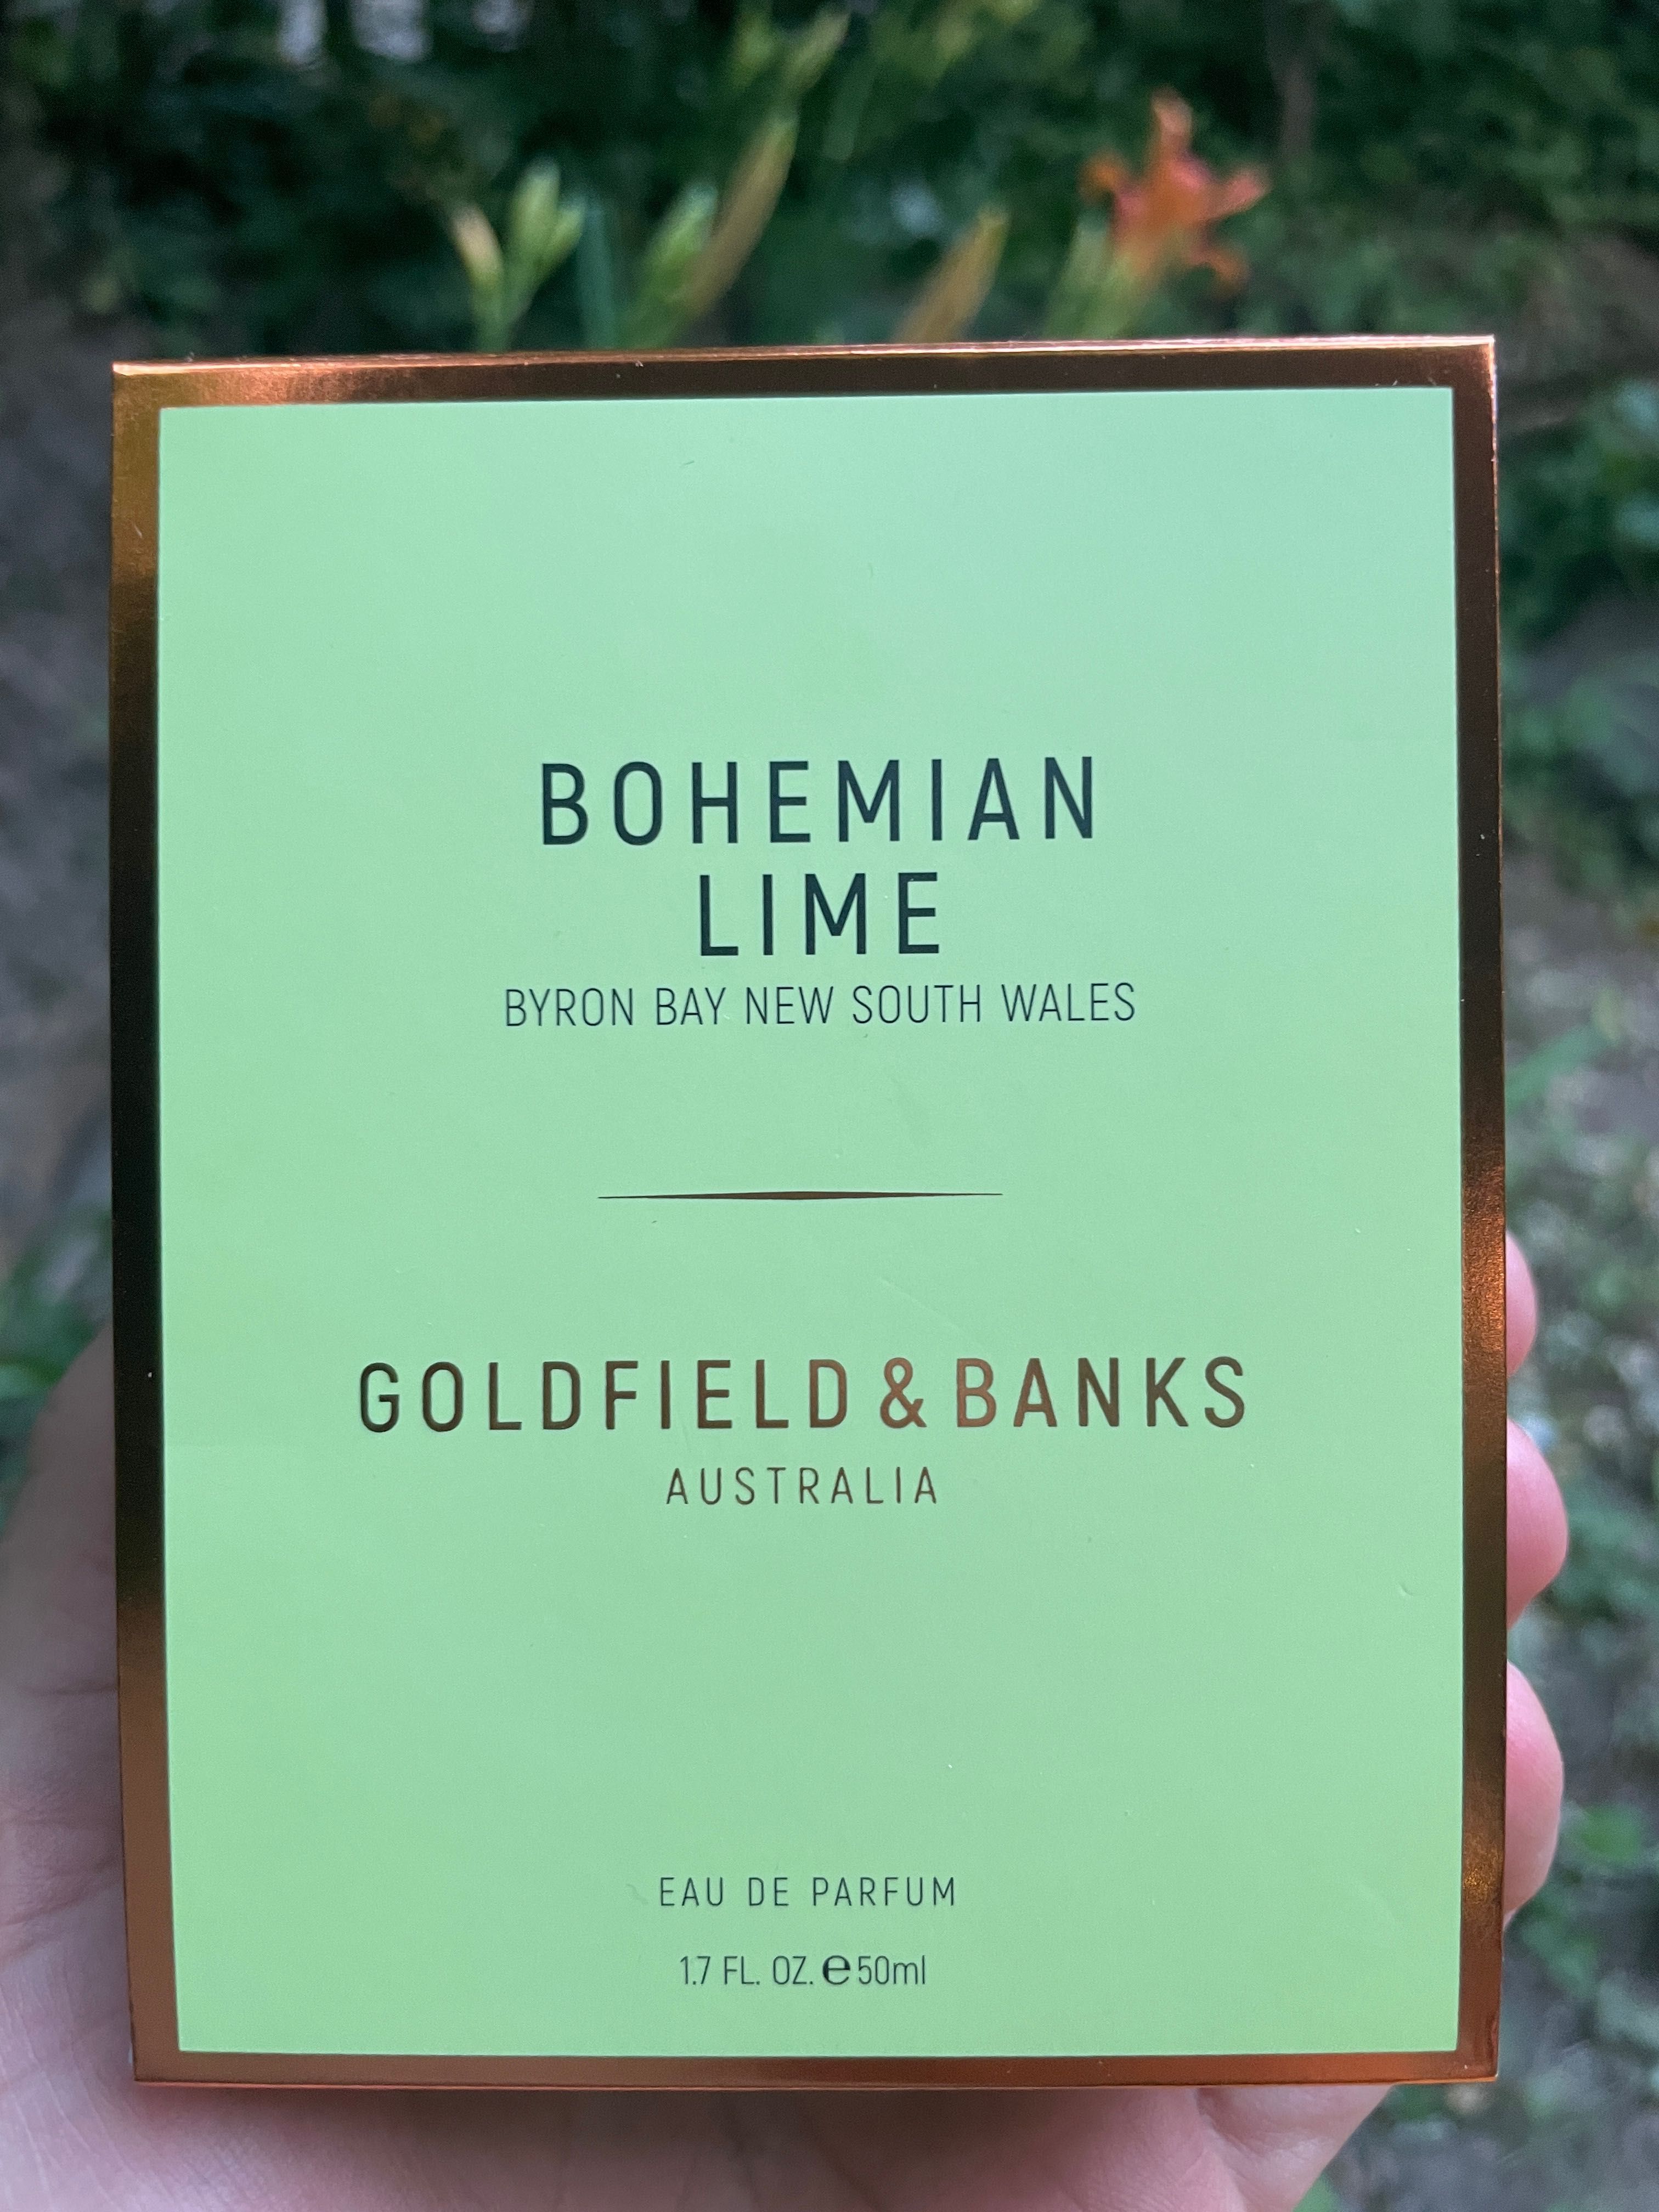 BOHEMIAN
LIME
BYRON BAY NEW SOUTH WALES
GOLDFIELD & BANKS
AUSTRALIA
EAU DE PARFUM
1.7 FL. OZ. ℮ 50ml